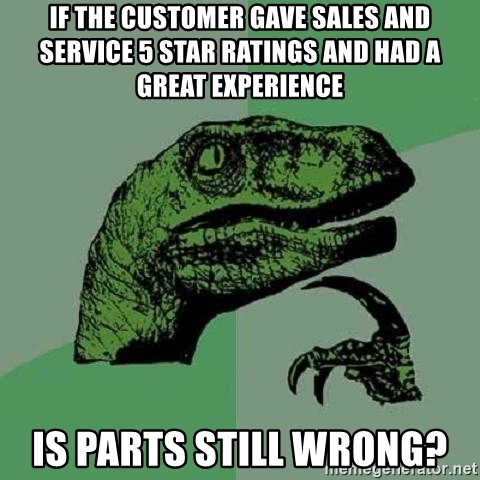 IF THE CUSTOMER GAVE SALES AND
SERVICE 5 STAR RATINGS AND HAD A
GREAT EXPERIENCE
IS PARTS STILL WRONG?
memegenerator.net